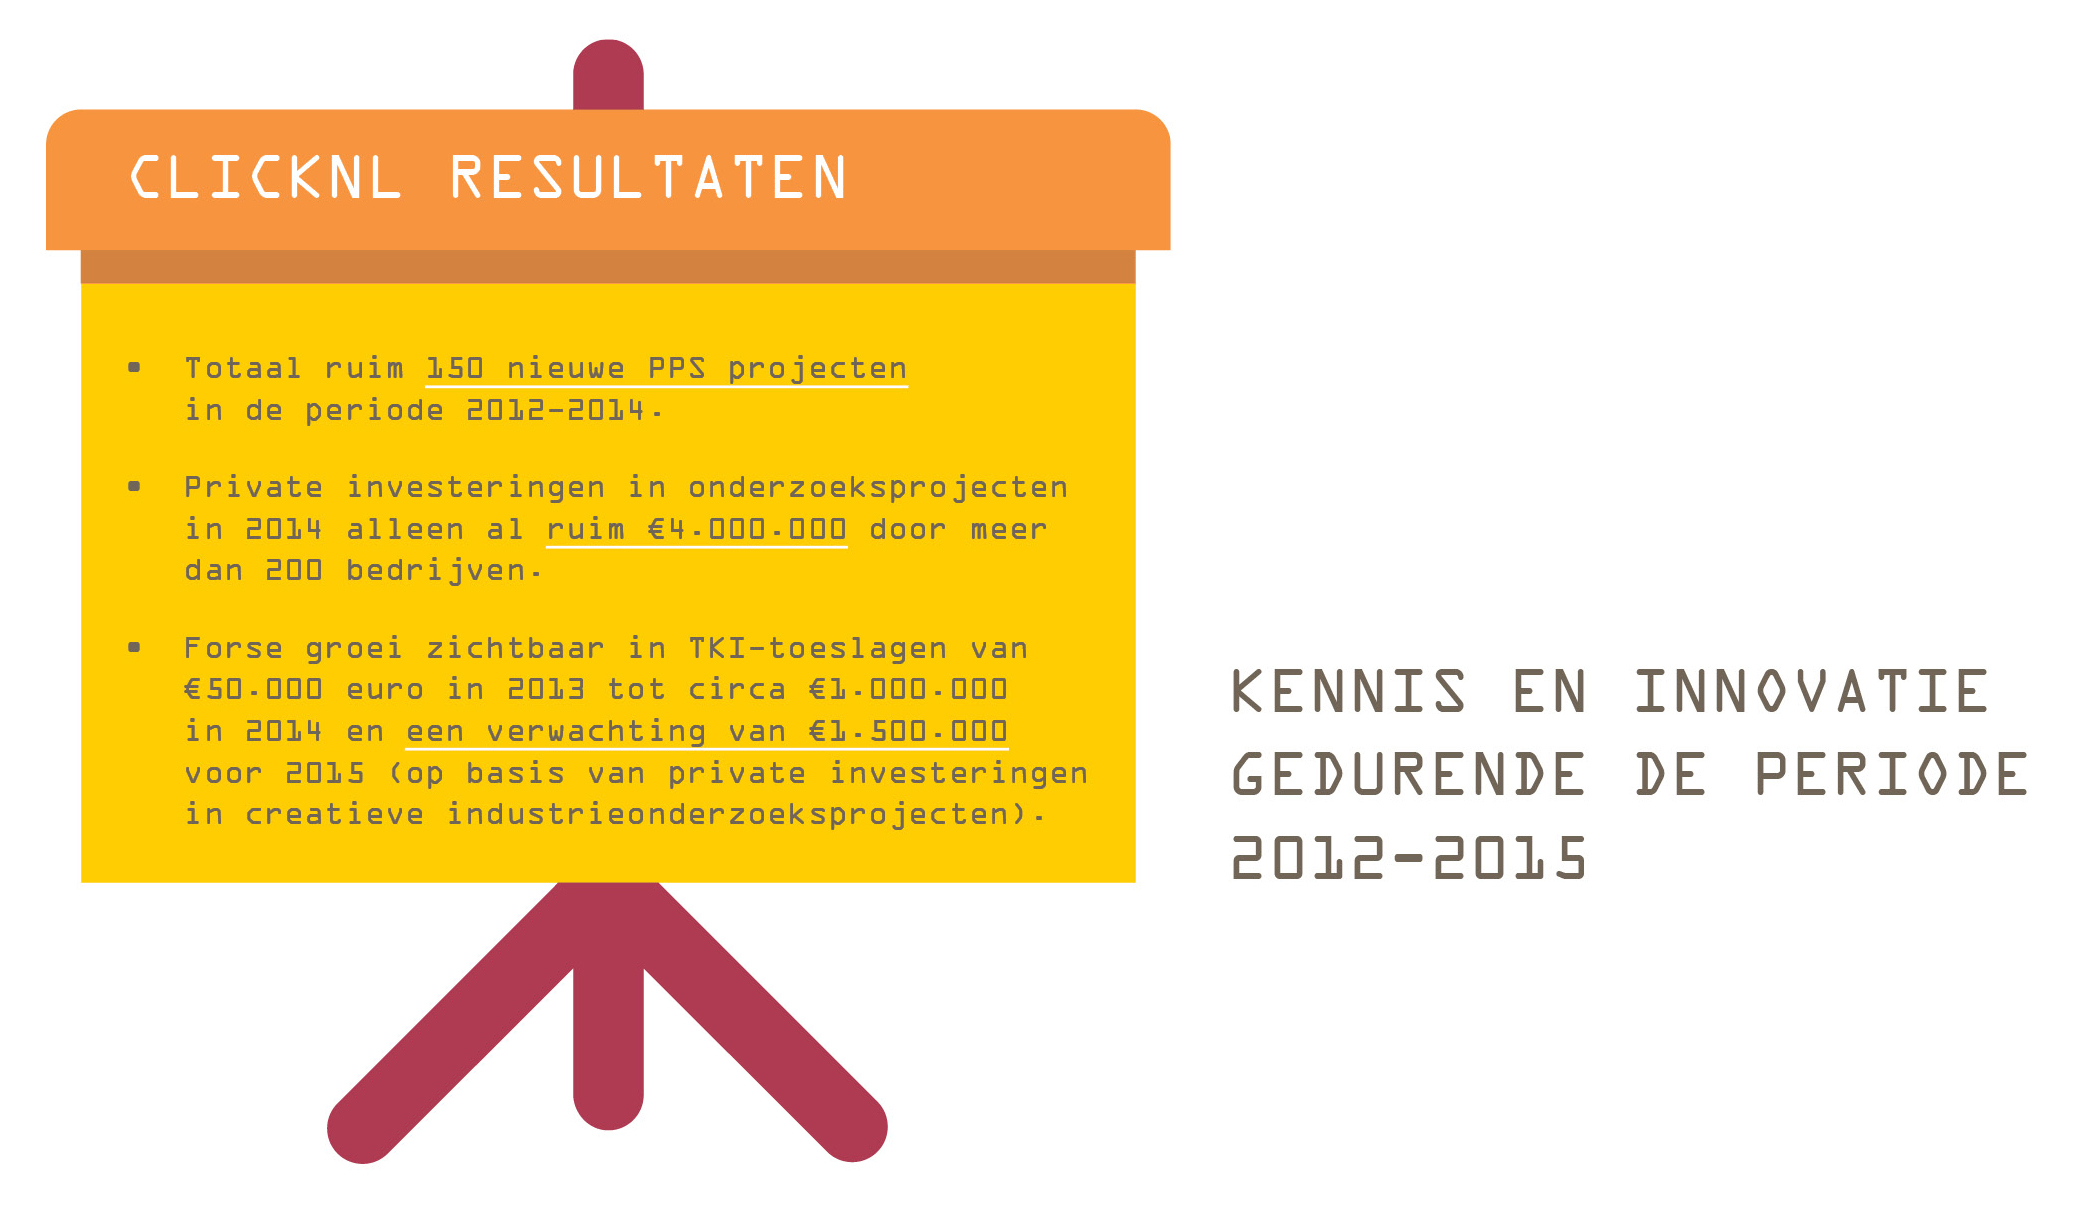 CLICKNL RESULTATEN
• Totaal ruim 150 nieuwe PPS projecten
in de periode 2012-2014.
• Private investeringen in onderzoeksprojecten
in 2014 alleen al ruim €4.000.000 door meer
dan 200 bedrijven.
• Forse groei zichtbaar in TKI-toeslagen van
€50.000 euro in 2013 tot circa €1.000.000
in 2014 en een verwachting van €1.500.000
voor 2015 (op basis van private investeringen
in creatieve industrieonderzoeksprojecten).
KENNIS EN INNOVATIE
GEDURENDE DE PERIODE
2012-2015